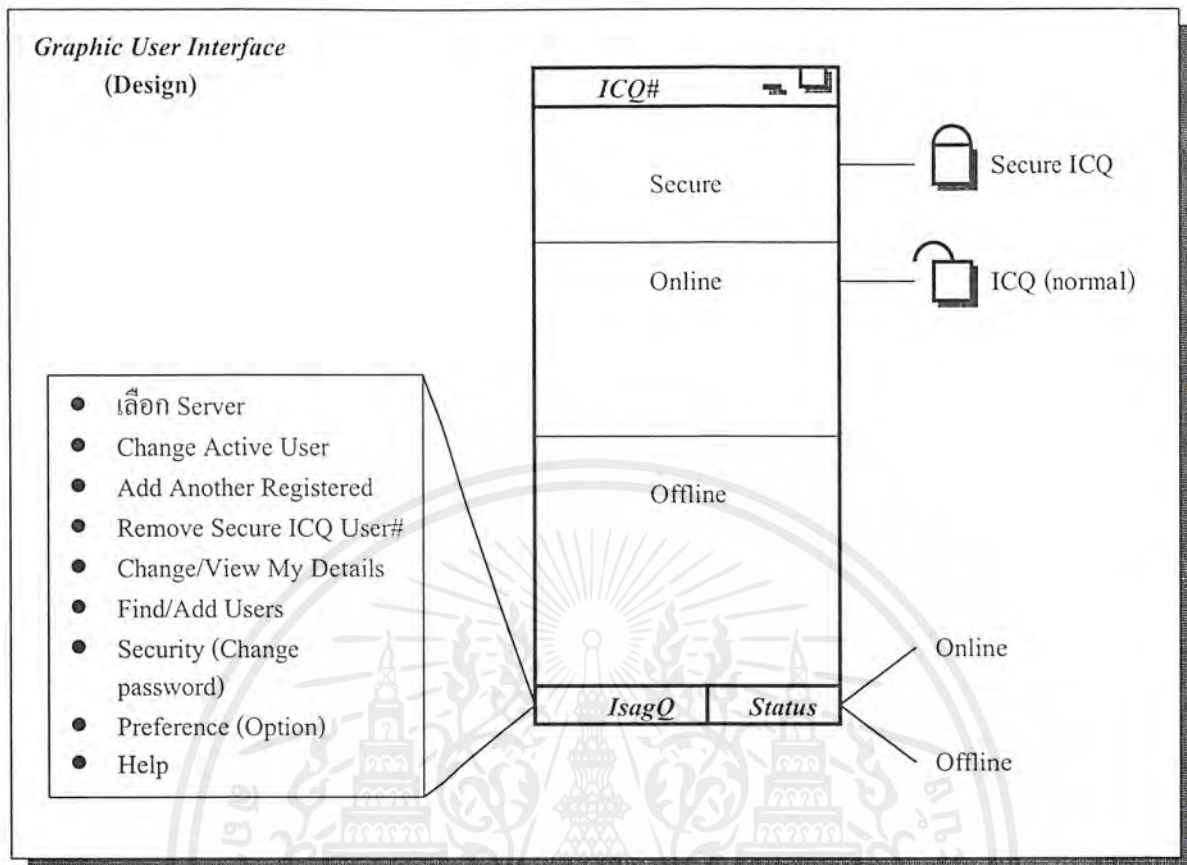 Graphic User Interface
(Design)
ICQ#
Secure
Secure ICQ
Online
ICQ (normal)
Offline
เลือก Server
Change Active User
Add Another Registered
Remove Secure ICQ User#
Change/View My Details
Find/Add Users
Security (Change
password)
Preference (Option)
Help
IsagQ
Status
Online
Offline